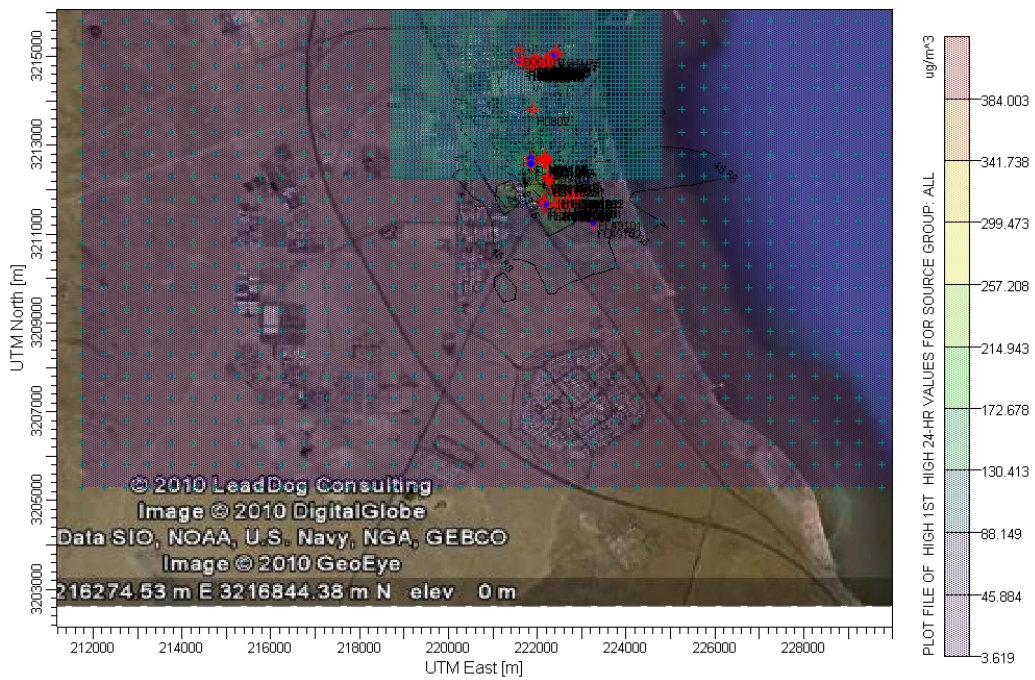 3215000
3213000
3211000
3209000
3207000
3205000
3203000
UTM North [m]
H0802
48.98
© 2010 LeadDog Consulting
Image © 2010 DigitalGlobe
Data SIO, NOAA, U.S. Navy, NGA, GEBCO
Image © 2010 GeoEye
216274.53 m E 3216844.38 m N elev 0 m
212000 214000 216000 218000 220000 222000 224000 226000 228000
UTM East [m]
ug/m^3
384.003
341.738
299.473
257.208
214.943
172.678
130.413
88.149
45.884
3.619
PLOT FILE OF HIGH 1ST HIGH 24-HR VALUES FOR SOURCE GROUP: ALL